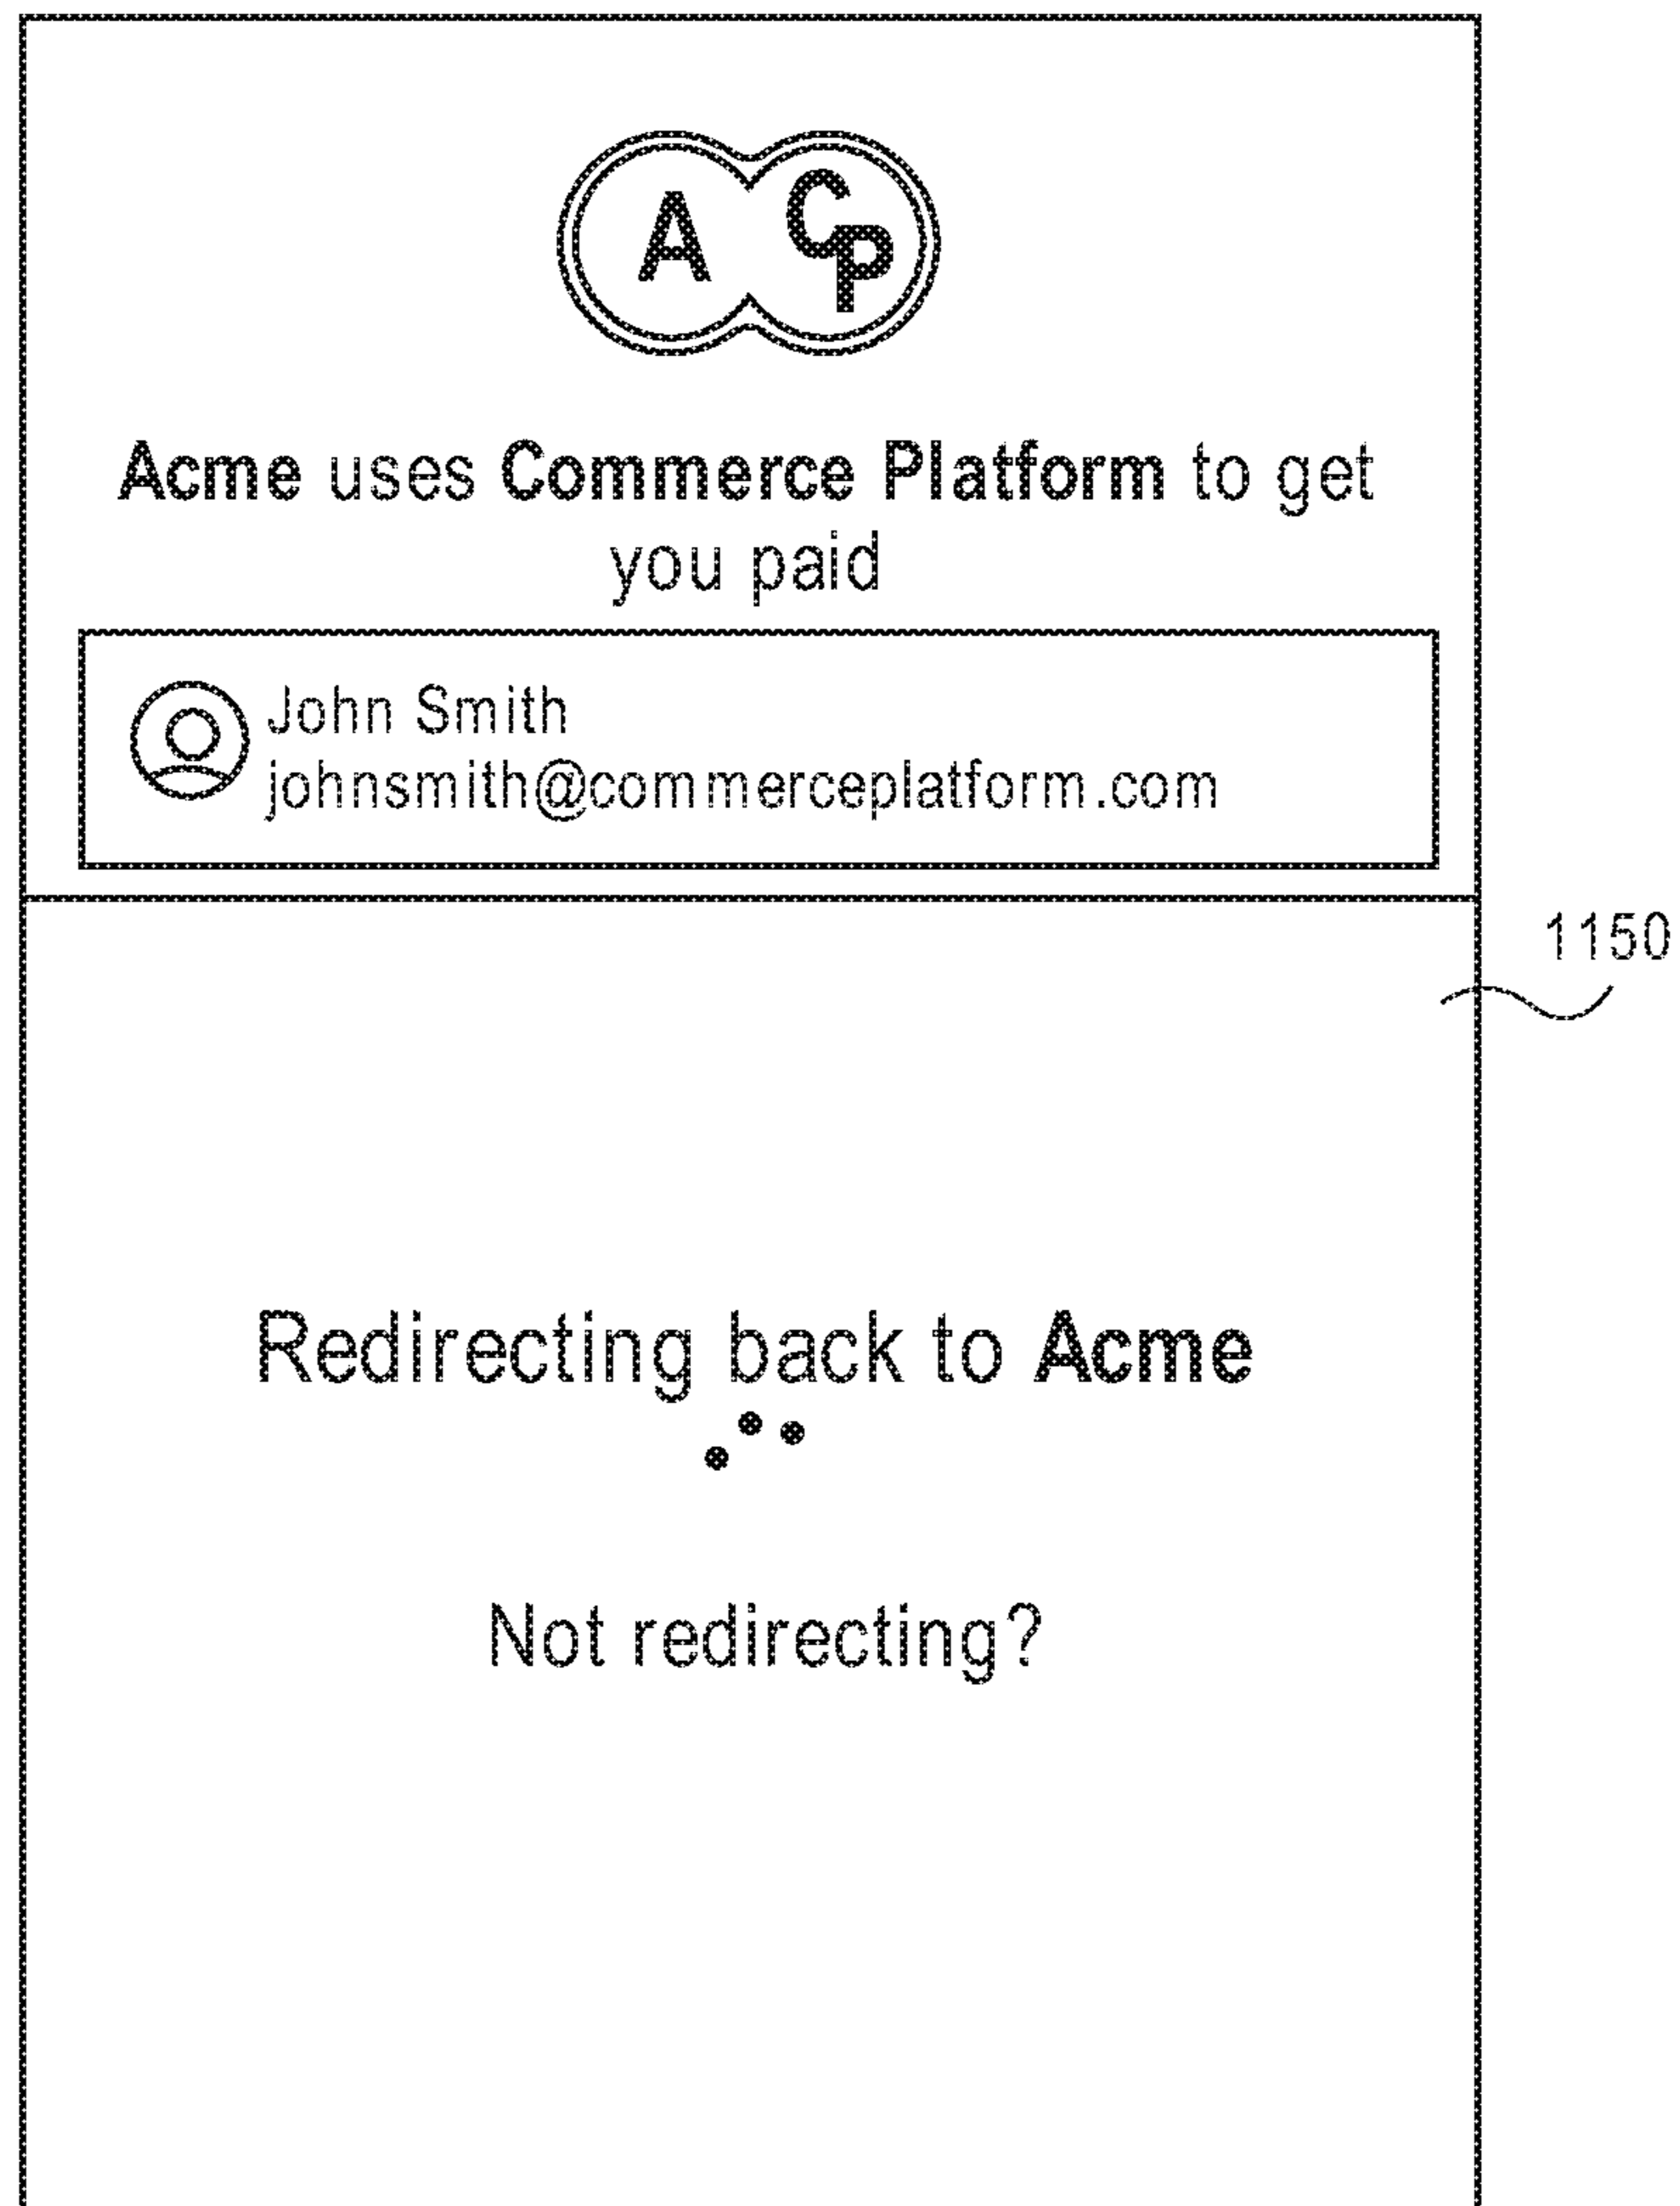 A CP
Acme uses Commerce Platform to get
you paid
John Smith
johnsmith@commerceplatform.com
1150
Redirecting back to Acme
Not redirecting?